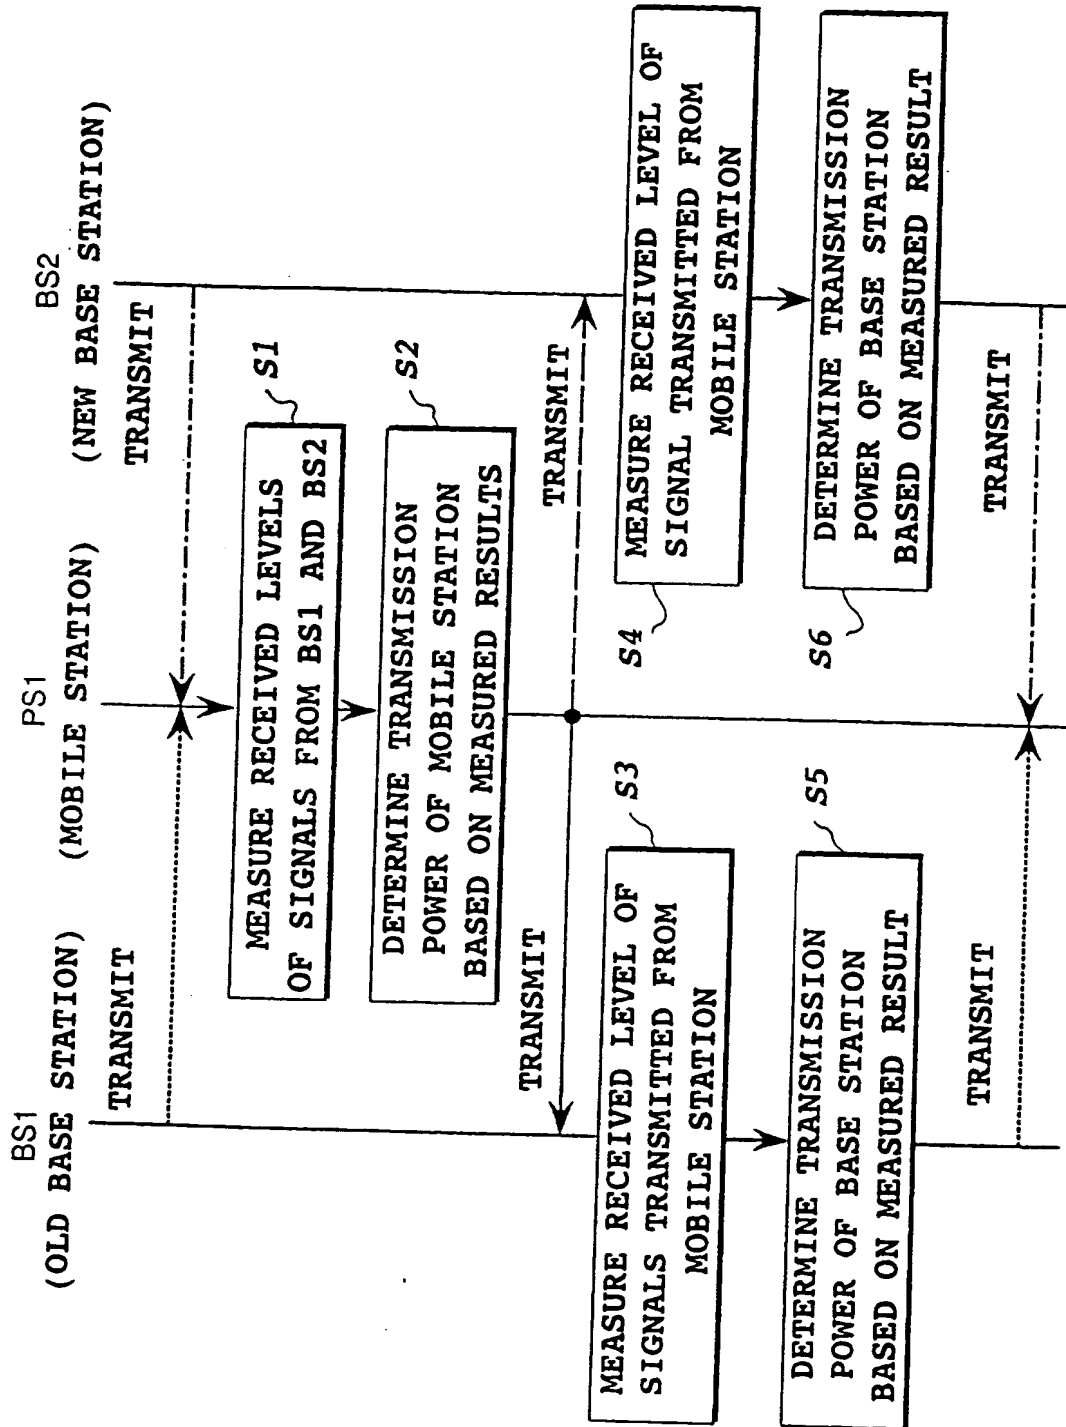 BS1
(OLD BASE STATION)
PS1
(MOBILE STATION)
BS2
(NEW BASE STATION)
TRANSMIT
TRANSMIT
S1
MEASURE RECEIVED LEVELS
OF SIGNALS FROM BS1 AND BS2
S2
DETERMINE TRANSMISSION
POWER OF MOBILE STATION
BASED ON MEASURED RESULTS
TRANSMIT
TRANSMIT
S3
MEASURE RECEIVED LEVEL OF
SIGNALS TRANSMITTED FROM
MOBILE STATION
S4
MEASURE RECEIVED LEVEL OF
SIGNAL TRANSMITTED FROM
MOBILE STATION
S5
DETERMINE TRANSMISSION
POWER OF BASE STATION
BASED ON MEASURED RESULT
S6
DETERMINE TRANSMISSION
POWER OF BASE STATION
BASED ON MEASURED RESULT
TRANSMIT
TRANSMIT